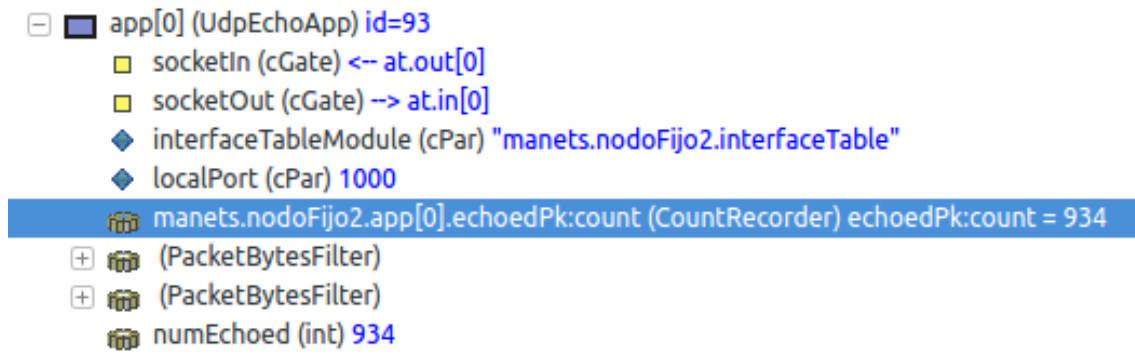 app[0] (UdpEchoApp) id=93
socketIn (cGate) <-- at.out[0]
socketOut (cGate) --> at.in[0]
interfaceTableModule (cPar) "manets.nodoFijo2.interfaceTable"
localPort (cPar) 1000
manets.nodoFijo2.app[0].echoedPk:count (CountRecorder) echoedPk:count = 934
(PacketBytesFilter)
(PacketBytesFilter)
numEchoed (int) 934